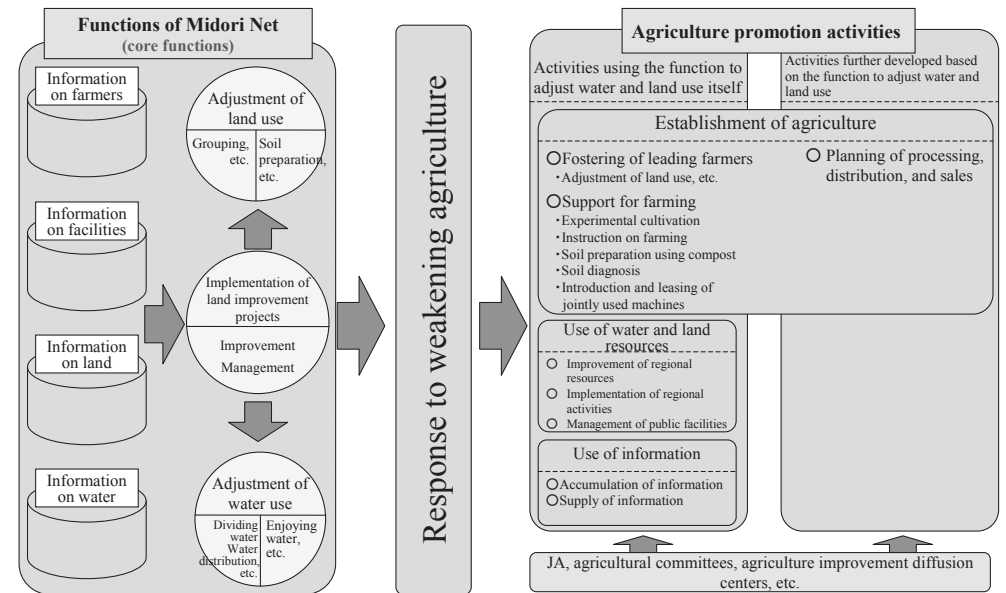 Functions of Midori Net
(core functions)
Information
on farmers
Information
on facilities
Information
on land
Information
on water
Adjustment of
land use
Grouping,
etc.
Soil
preparation,
etc.
Implementation of
land improvement
projects
Improvement
Management
Adjustment of
water use
Dividing
water
Water
distribution,
etc.
Enjoying
water,
etc.
Response to weakening agriculture
Agriculture promotion activities
Activities using the function to
adjust water and land use itself
Activities further developed based
on the function to adjust water and
land use
Establishment of agriculture
○Fostering of leading farmers
・Adjustment of land use, etc.
○Support for farming
・Experimental cultivation
・Instruction on farming
・Soil preparation using compost
・Soil diagnosis
・Introduction and leasing of
jointly used machines
○ Planning of processing,
distribution, and sales
Use of water and land
resources
○ Improvement of regional
resources
○ Implementation of regional
activities
○ Management of public facilities
Use of information
○Accumulation of information
○Supply of information
JA, agricultural committees, agriculture improvement diffusion
centers, etc.